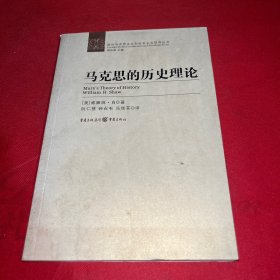 马克思的历史理论
Marx's Theory of History
William H. Shaw
[美]威廉姆·肖 著
阮仁慧 钟石韦 冯瑞荃 译
重庆出版集团 重庆出版社